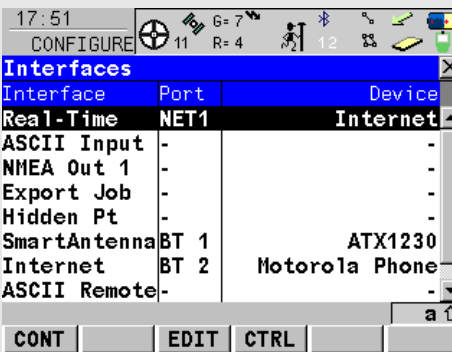 17:51 G= 7
CONFIGURE 11 R= 4 12
Interfaces
Interface Port Device
Real-Time NET1 Internet
ASCII Input - -
NMEA Out 1 - -
Export Job - -
Hidden Pt - -
SmartAntenna BT 1 ATX1230
Internet BT 2 Motorola Phone
ASCII Remote - -
a
CONT EDIT CTRL